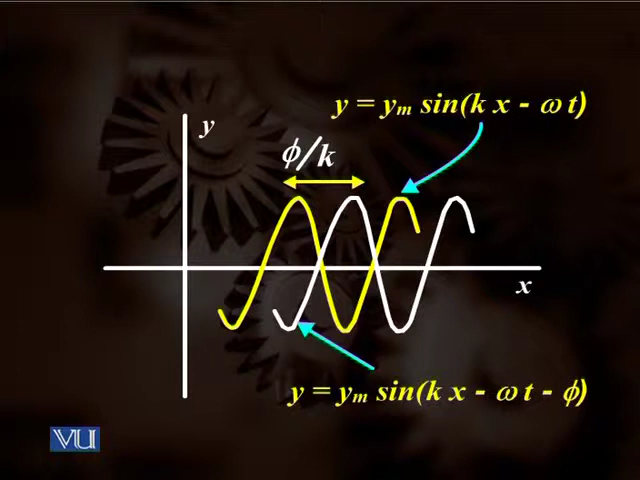 y = yₘ sin(k x - ω t)
y
ϕ/k
x
y = yₘ sin(k x - ω t - ϕ)
VU